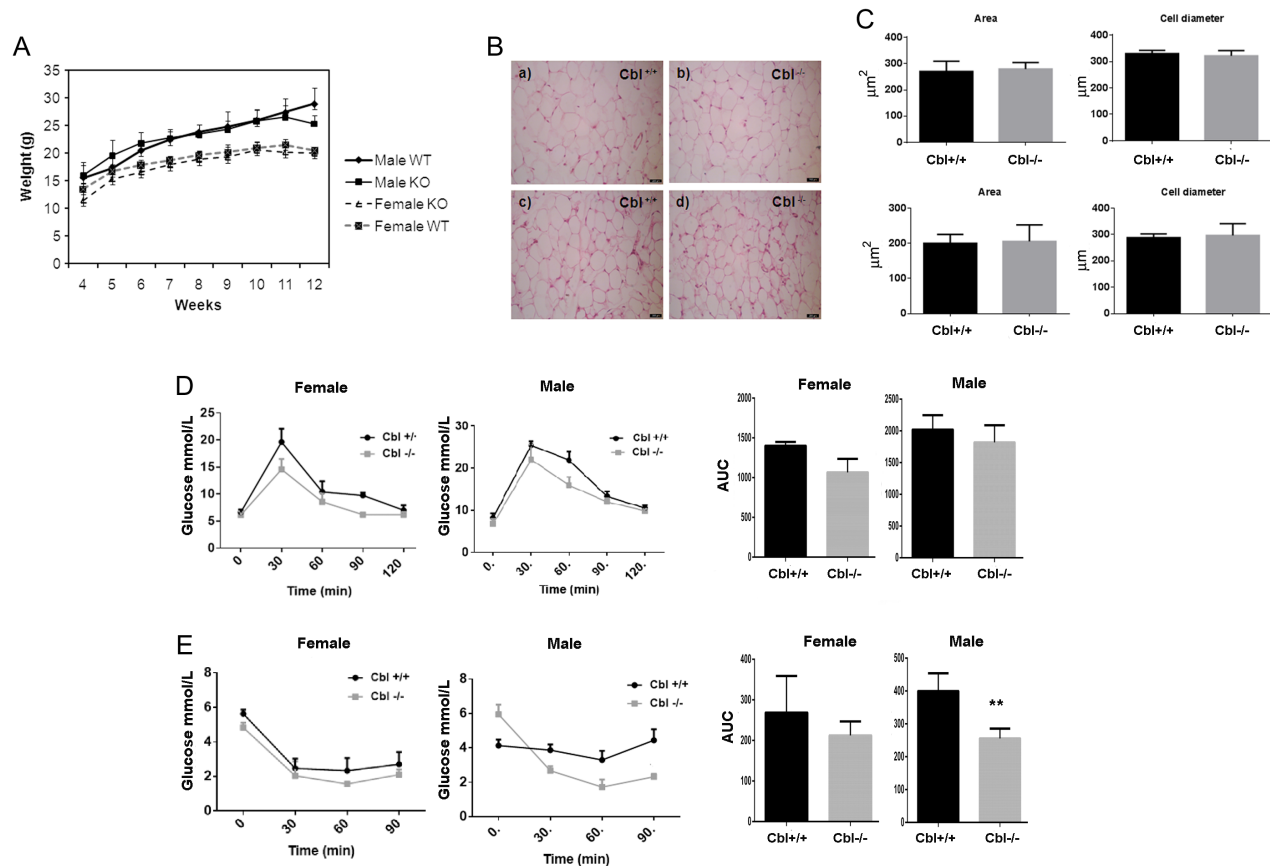 A
Weight(g)
35
30
25
20
15
10
5
0
4 5 6 7 8 9 10 11 12
Weeks
Male WT
Male KO
Female KO
Female WT
B
a) Cbl+/+
b) Cbl-/-
c) Cbl+/+
d) Cbl-/-
C
Area
µm2
400
300
200
100
0
Cbl+/+ Cbl-/-
Cell diameter
µm
400
300
200
100
0
Cbl+/+ Cbl-/-
Area
µm2
300
200
100
0
Cbl+/+ Cbl-/-
Cell diameter
µm
400
300
200
100
0
Cbl+/+ Cbl-/-
D
Female
Glucose mmol/L
25
20
15
10
5
0
0 30 60 90 120
Time (min)
Cbl +/·
Cbl -/-
Male
Glucose mmol/L
30
20
10
0
0. 30. 60. 90. 120.
Time (min)
Cbl +/+
Cbl -/-
Female
AUC
2000
1500
1000
500
0
Cbl+/+ Cbl-/-
Male
2500
2000
1500
1000
500
0
Cbl+/+ Cbl-/-
E
Female
Glucose mmol/L
8
6
4
2
0
0 30 60 90
Time (min)
Cbl +/+
Cbl -/-
Male
Glucose mmol/L
8
6
4
2
0
0. 30. 60. 90.
Time (min)
Cbl +/+
Cbl -/-
Female
AUC
400
300
200
100
0
Cbl+/+ Cbl-/-
Male
500
400
300
200
100
0
**
Cbl+/+ Cbl-/-